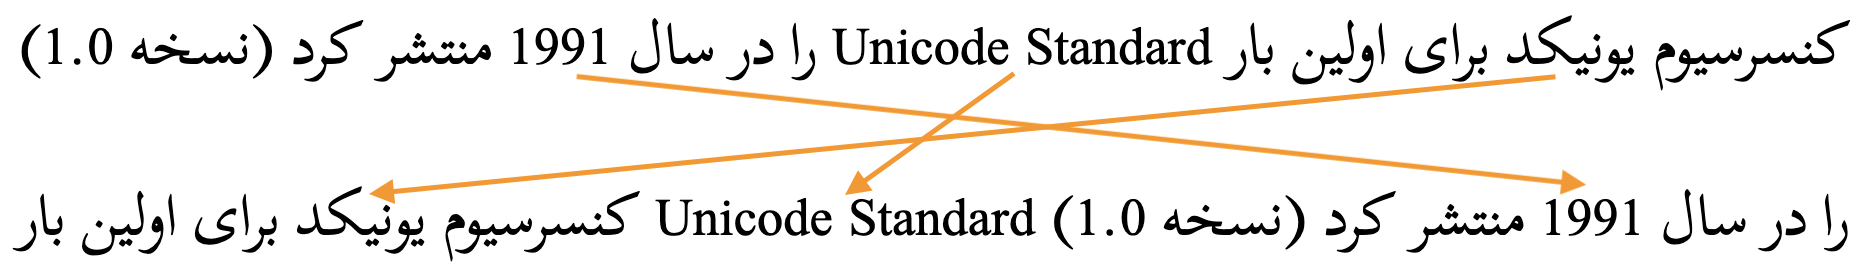 کنسرسیوم یونیکد برای اولین بار Unicode Standard را در سال 1991 منتشر کرد (نسخه 1.0)
کنسرسیوم یونیکد برای اولین بار Unicode Standard را در سال 1991 منتشر کرد (نسخه 1.0)